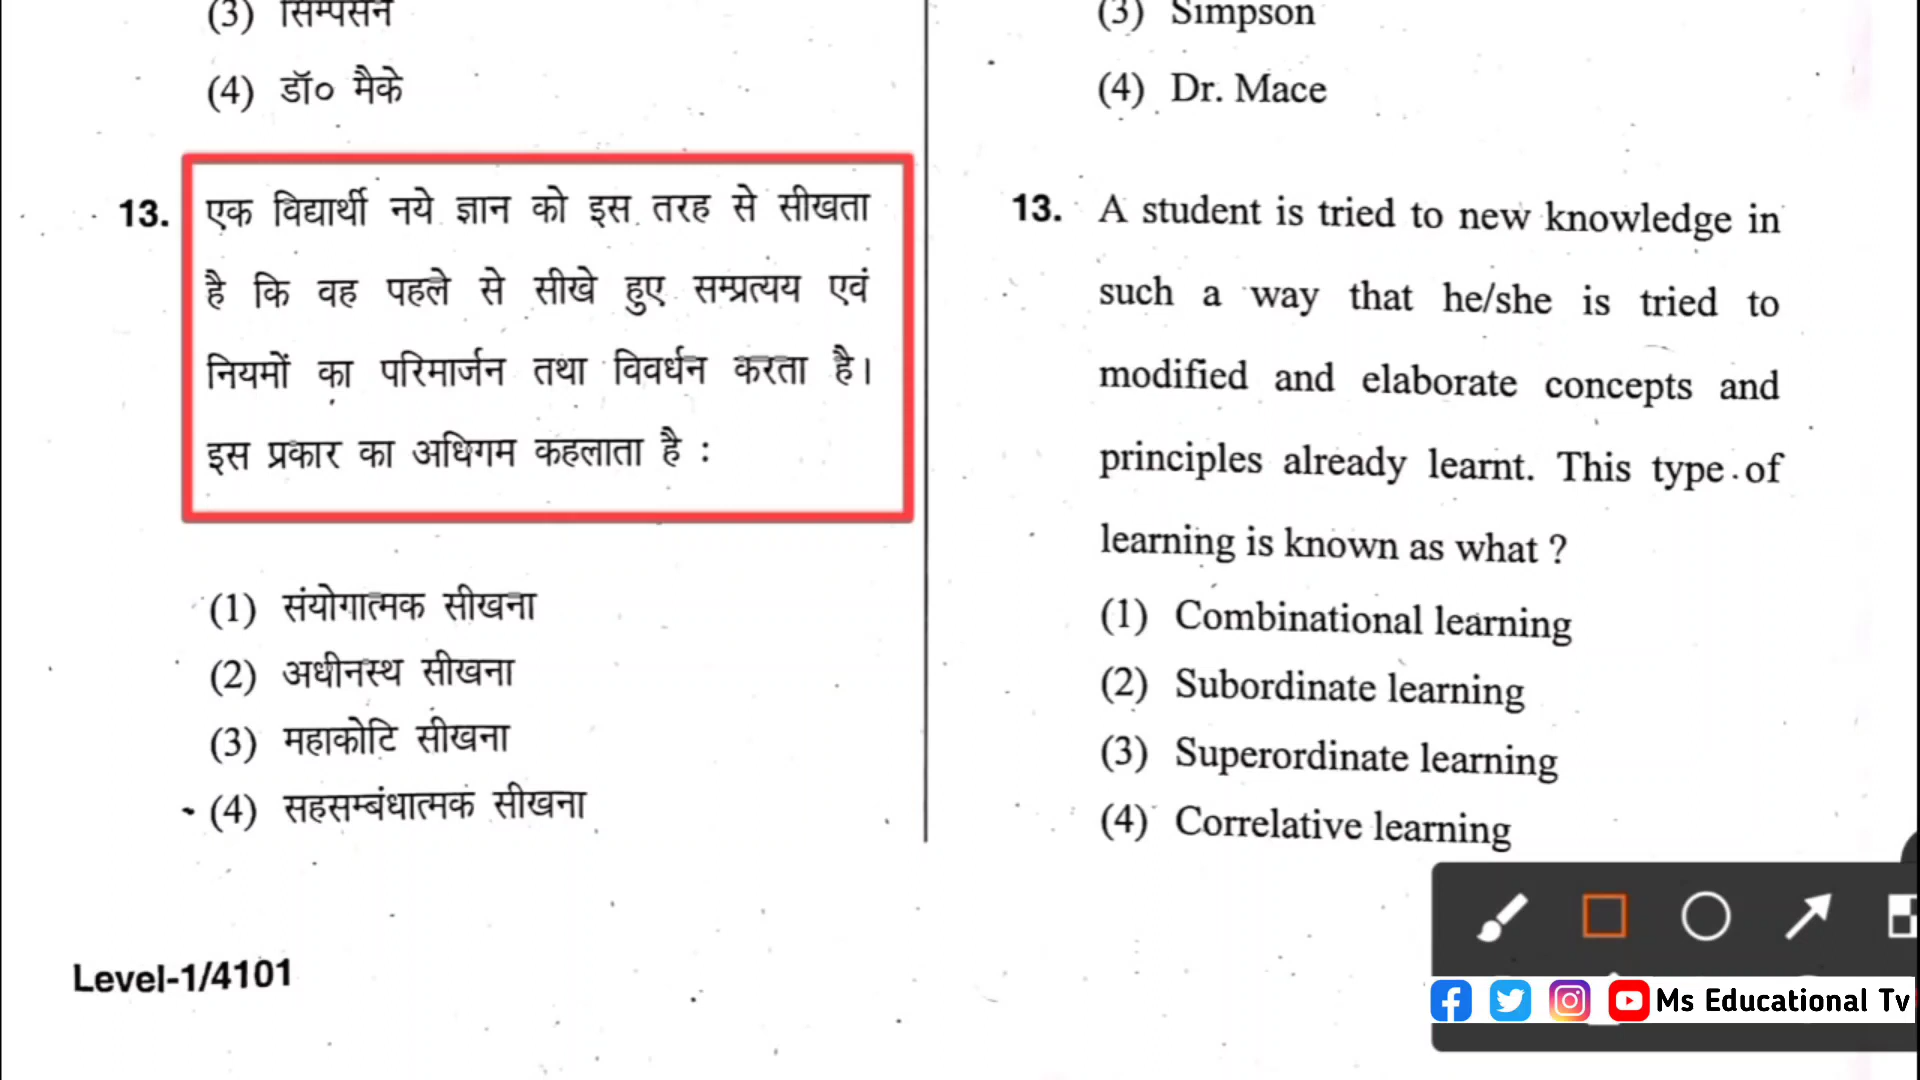 (3) सिम्पसन
(4) डॉ० मैके
13. एक विद्यार्थी नये ज्ञान को इस तरह से सीखता
है कि वह पहले से सीखे हुए सम्प्रत्यय एवं
नियमों का परिमार्जन तथा विवर्धन करता है।
इस प्रकार का अधिगम कहलाता है :
(1) संयोगात्मक सीखना
(2) अधीनस्थ सीखना
(3) महाकोटि सीखना
(4) सहसम्बंधात्मक सीखना
Level-1/4101
(3) Simpson
(4) Dr. Mace
13. A student is tried to new knowledge in
such a way that he/she is tried to
modified and elaborate concepts and
principles already learnt. This type of
learning is known as what ?
(1) Combinational learning
(2) Subordinate learning
(3) Superordinate learning
(4) Correlative learning
Ms Educational Tv